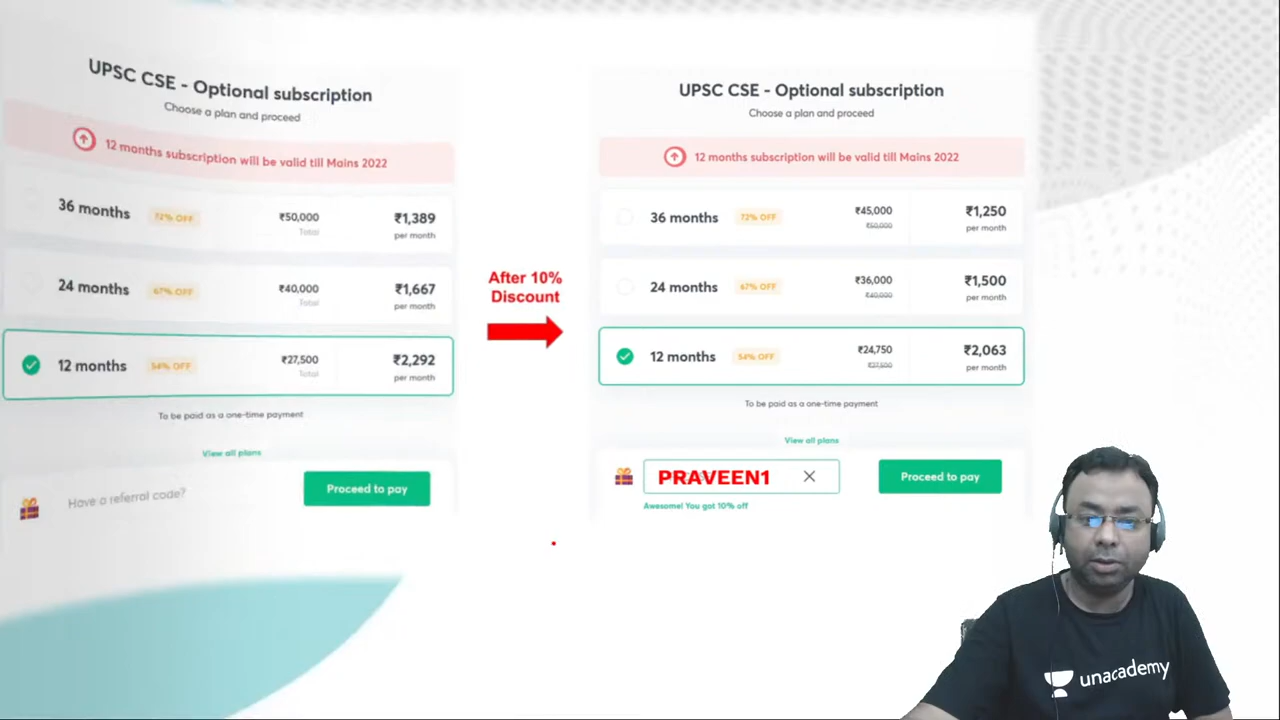 UPSC CSE - Optional subscription
Choose a plan and proceed
12 months subscription will be valid till Mains 2022
36 months 72% OFF ₹50,000 ₹1,389
Total per month
24 months 67% OFF ₹40,000 ₹1,667
Total per month
12 months 54% OFF ₹27,500 ₹2,292
Total per month
To be paid as a one-time payment
View all plans
Have a referral code? Proceed to pay
After 10%
Discount
UPSC CSE - Optional subscription
Choose a plan and proceed
12 months subscription will be valid till Mains 2022
36 months 72% OFF ₹45,000 ₹1,250
₹50,000 per month
24 months 67% OFF ₹36,000 ₹1,500
₹40,000 per month
12 months 54% OFF ₹24,750 ₹2,063
₹27,500 per month
To be paid as a one-time payment
View all plans
PRAVEEN1 Proceed to pay
Awesome! You got 10% off
unacademy